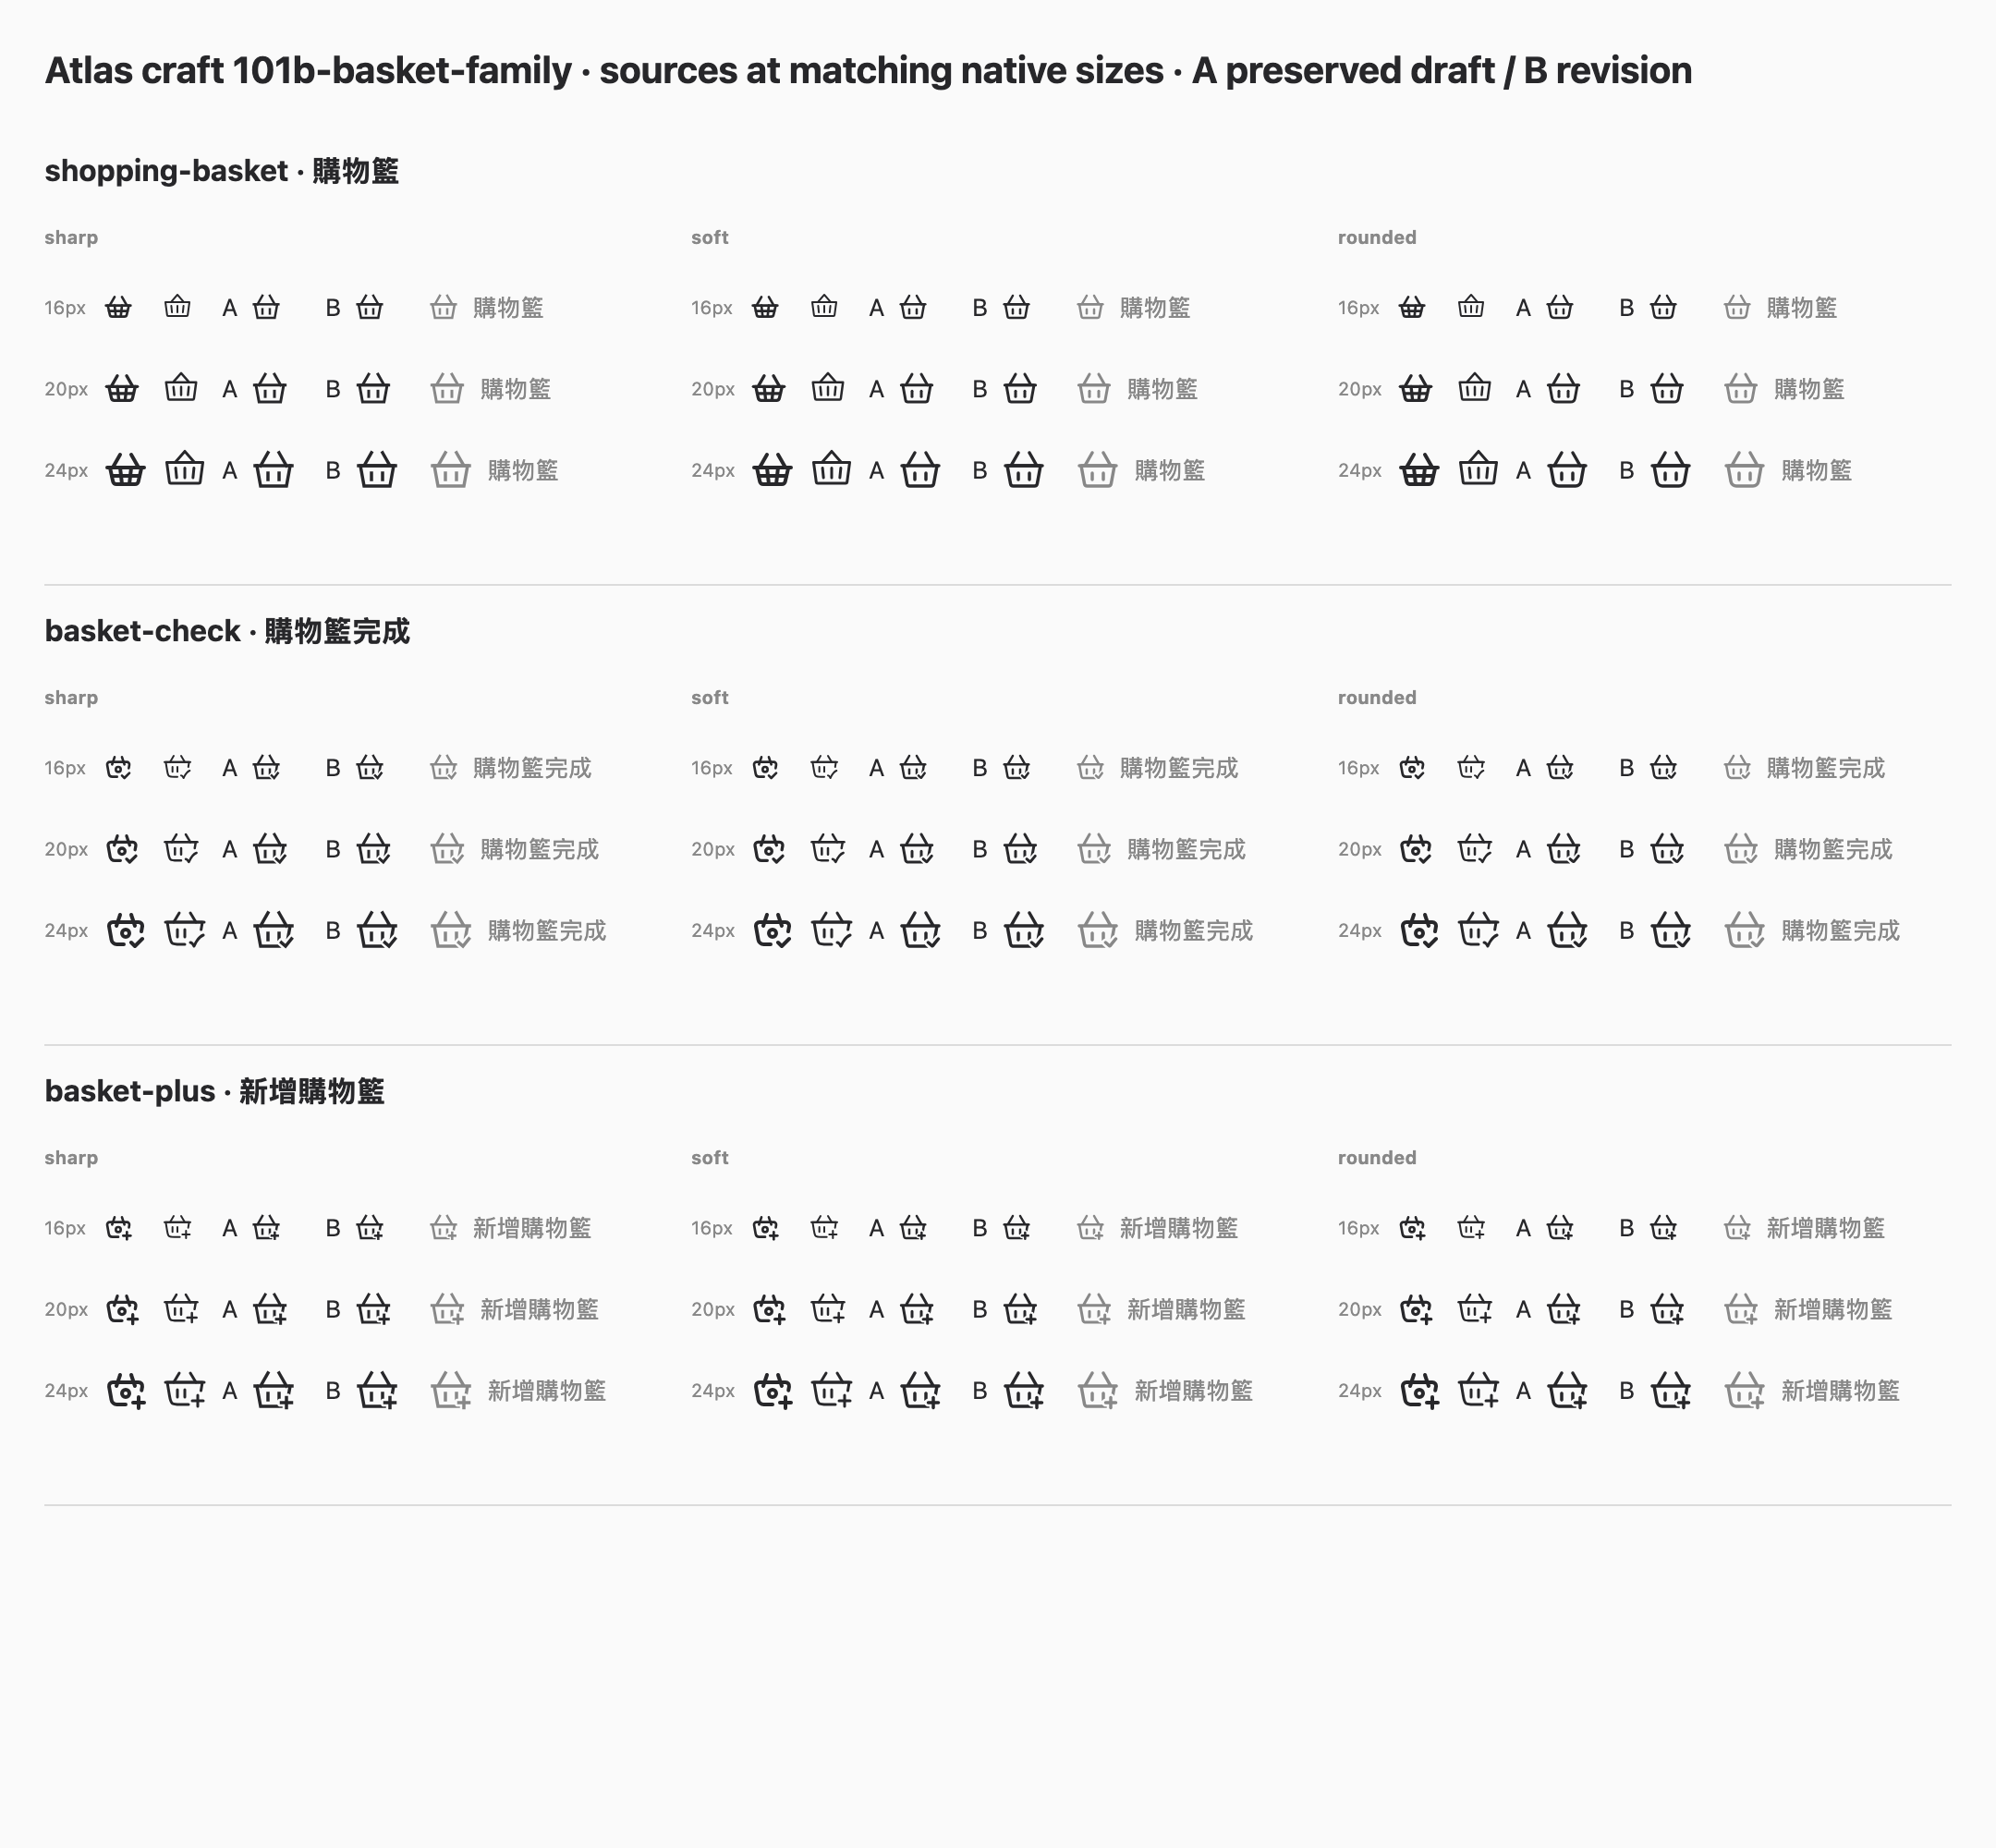 Atlas craft 101b-basket-family · sources at matching native sizes · A preserved draft / B revision
shopping-basket · 購物籃
sharp soft rounded
16px A B 購物籃 16px A B 購物籃 16px A B 購物籃
20px A B 購物籃 20px A B 購物籃 20px A B 購物籃
24px A B 購物籃 24px A B 購物籃 24px A B 購物籃
basket-check · 購物籃完成
sharp soft rounded
16px A B 購物籃完成 16px A B 購物籃完成 16px A B 購物籃完成
20px A B 購物籃完成 20px A B 購物籃完成 20px A B 購物籃完成
24px A B 購物籃完成 24px A B 購物籃完成 24px A B 購物籃完成
basket-plus · 新增購物籃
sharp soft rounded
16px A B 新增購物籃 16px A B 新增購物籃 16px A B 新增購物籃
20px A B 新增購物籃 20px A B 新增購物籃 20px A B 新增購物籃
24px A B 新增購物籃 24px A B 新增購物籃 24px A B 新增購物籃